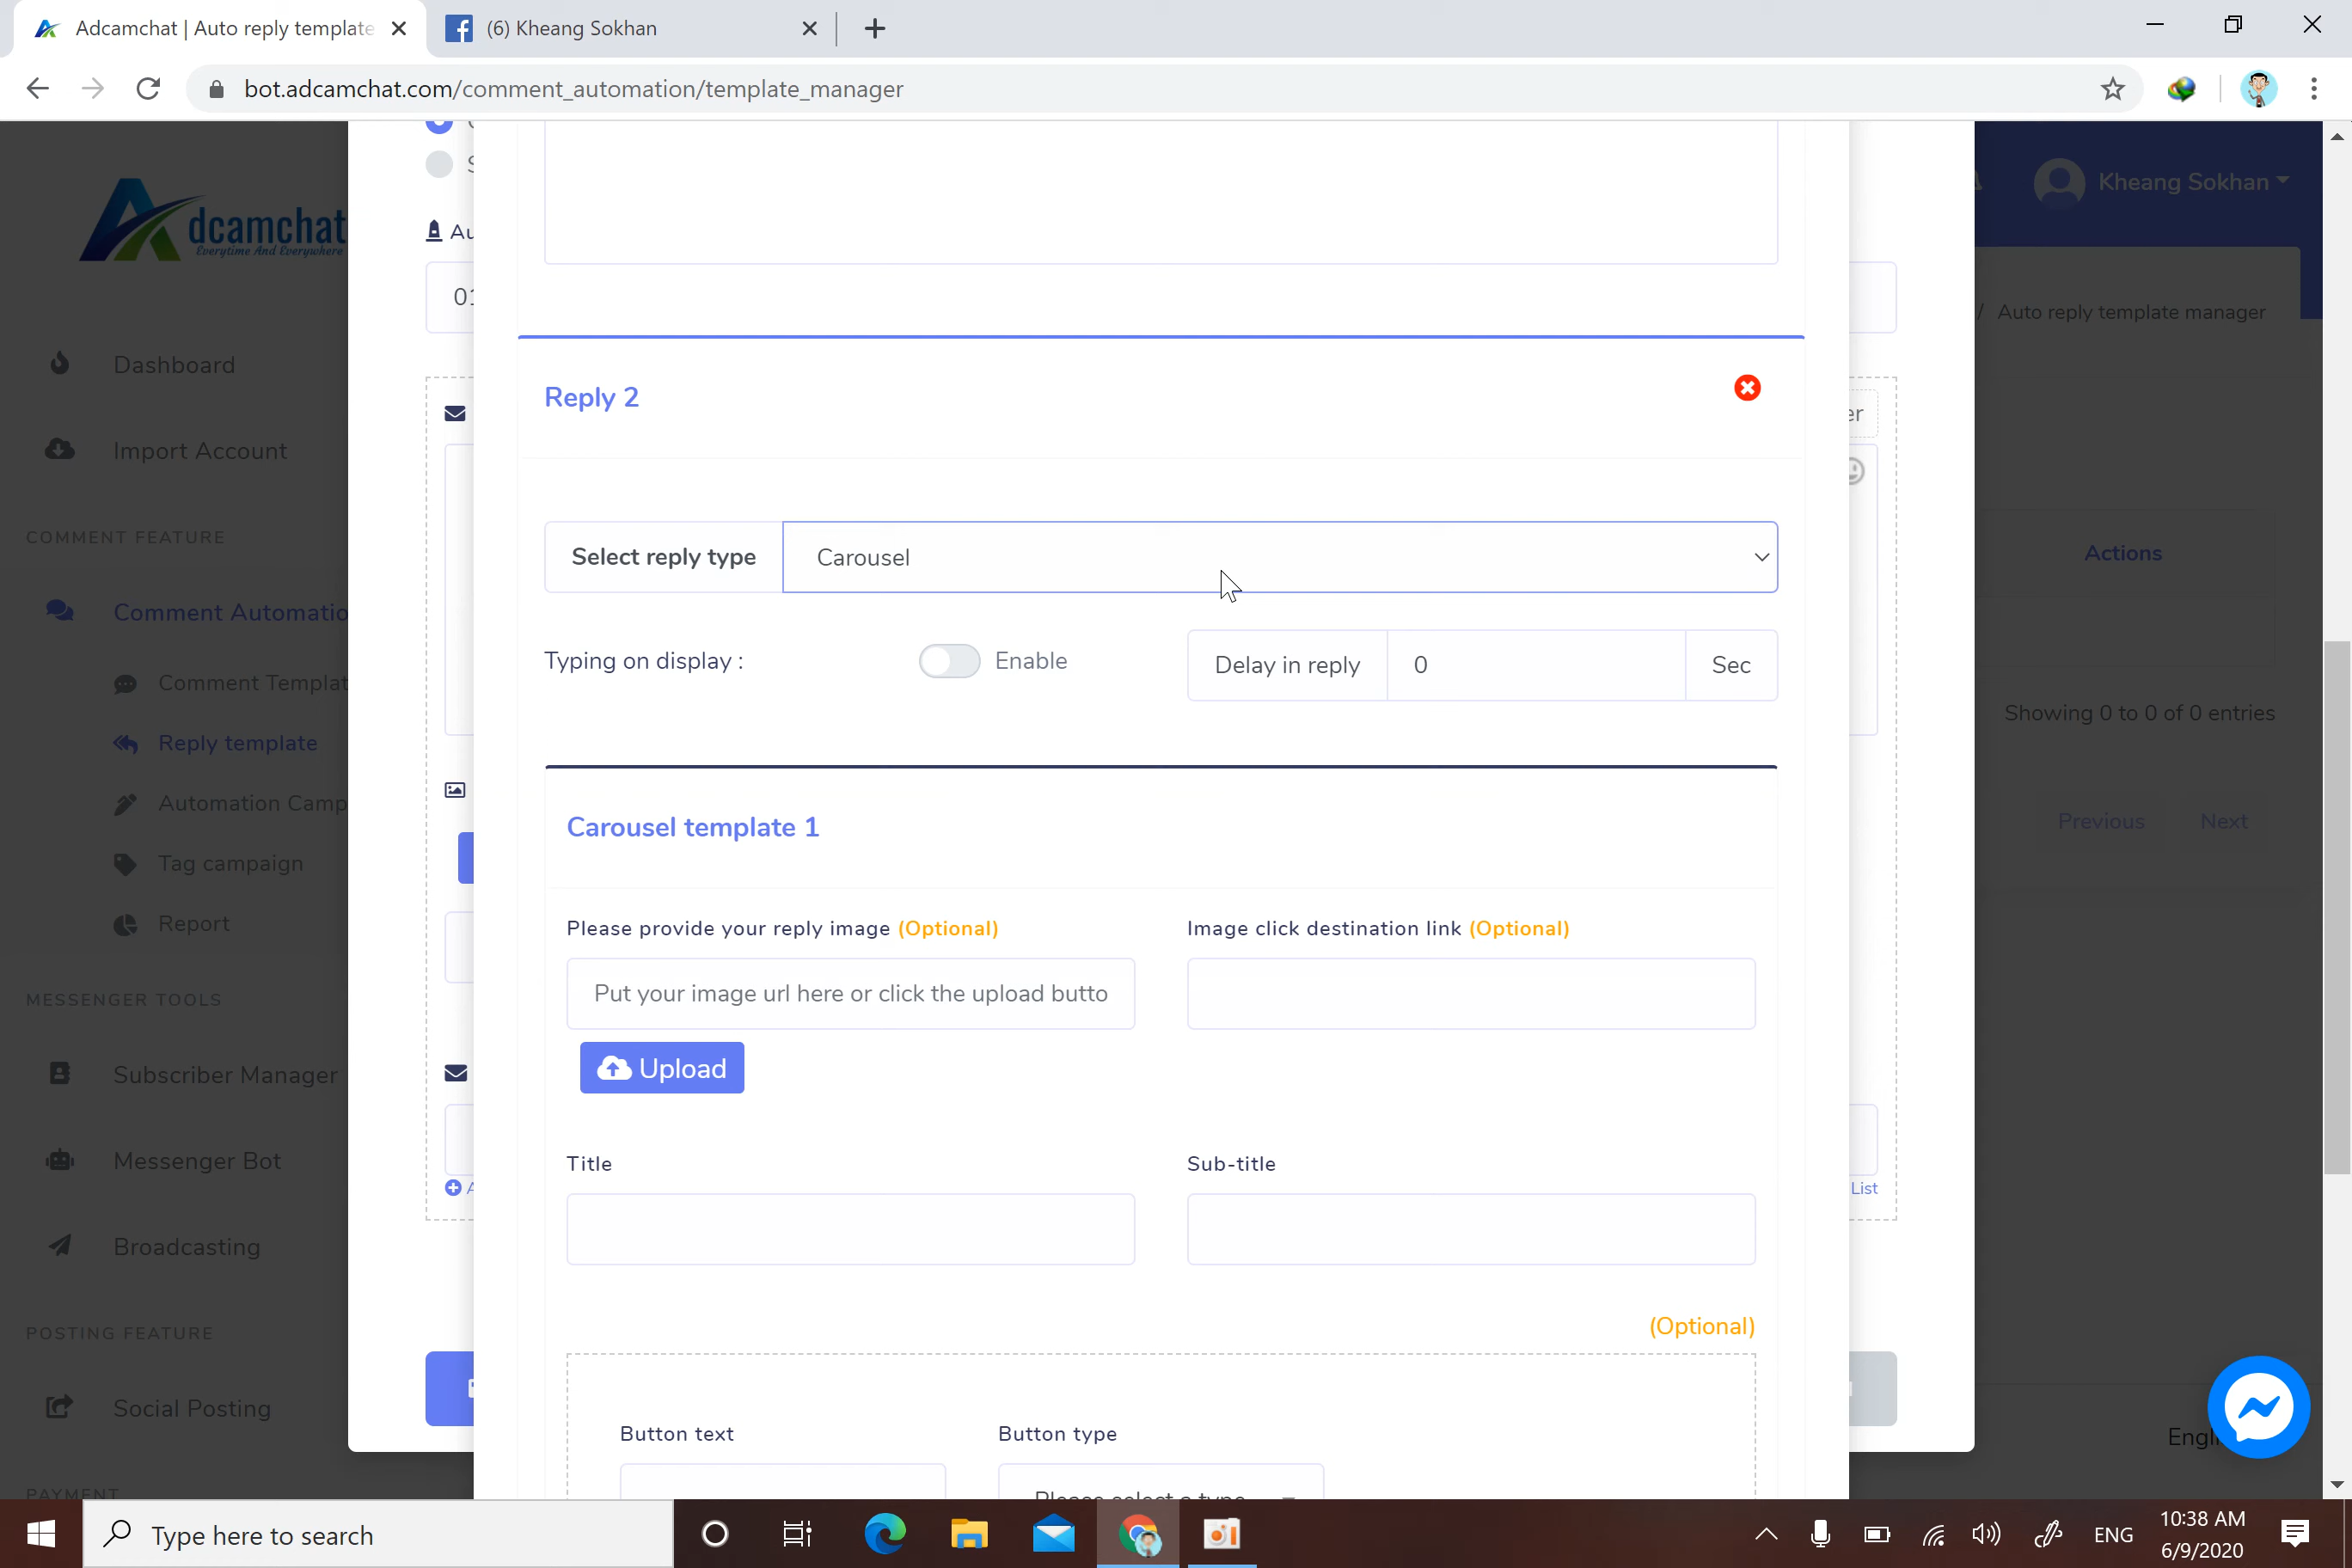 Adcamchat | Auto reply template
(6) Kheang Sokhan
bot.adcamchat.com/comment_automation/template_manager
dcamchat
Everytime And Everywhere
Kheang Sokhan
/ Auto reply template manager
Dashboard
Import Account
COMMENT FEATURE
Comment Automatio
Comment Templat
Reply template
Automation Camp
Tag campaign
Report
MESSENGER TOOLS
Subscriber Manager
Messenger Bot
Broadcasting
POSTING FEATURE
Social Posting
PAYMENT
Au
01
Reply 2
er
Select reply type
Carousel
Typing on display :
Enable
Delay in reply
0
Sec
Carousel template 1
Please provide your reply image (Optional)
Image click destination link (Optional)
Put your image url here or click the upload butto
Upload
Title
Sub-title
(Optional)
Button text
Button type
Please select a type
Actions
Showing 0 to 0 of 0 entries
Previous
Next
List
Engli
Type here to search
ENG
10:38 AM
6/9/2020